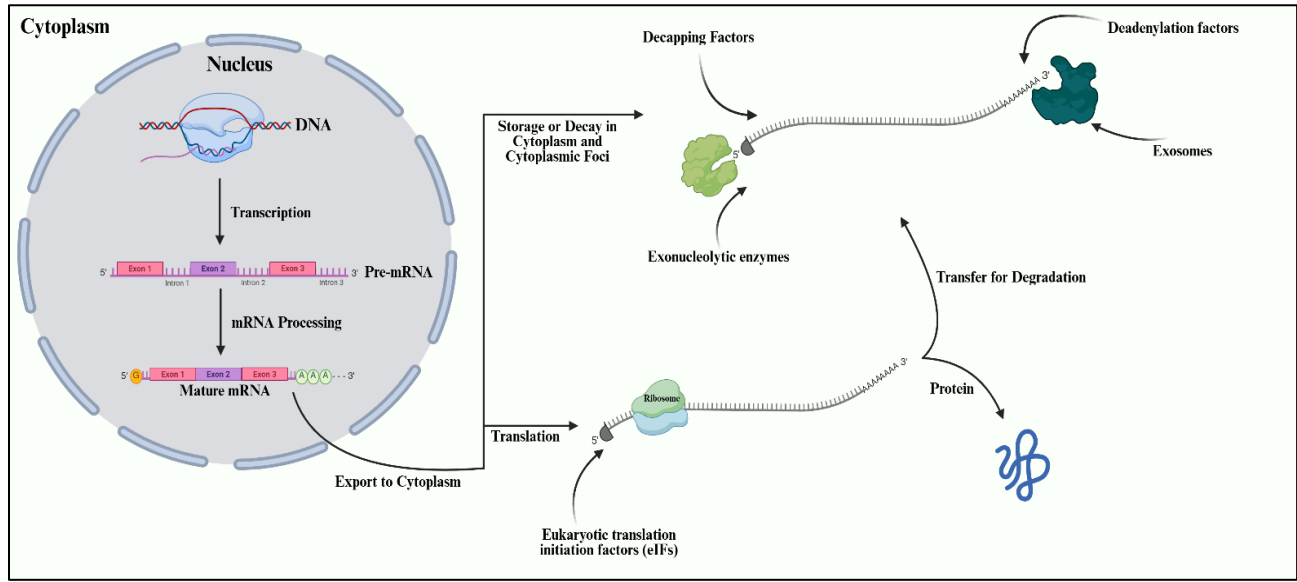 Cytoplasm
Nucleus
DNA
Transcription
5'
Exon 1
Exon 2
Exon 3
3'
Pre-mRNA
Intron 1
Intron 2
Intron 3
mRNA Processing
5'
G
Exon 1
Exon 2
Exon 3
A
A
A
3'
Mature mRNA
Export to Cytoplasm
Storage or Decay in
Cytoplasm and
Cytoplasmic Foci
Decapping Factors
5'
Exonucleolytic enzymes
AAAAAAA
3'
Deadenylation factors
Exosomes
Translation
5'
Ribosome
AAAAAAAA
3'
Eukaryotic translation
initiation factors (eIFs)
Transfer for Degradation
Protein